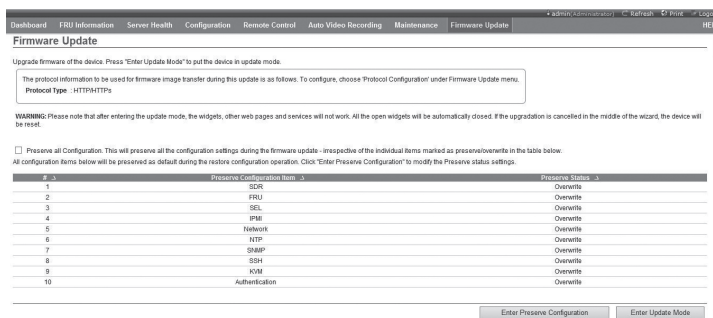 admin(Administrator) Refresh Print Logo
Dashboard FRU Information Server Health Configuration Remote Control Auto Video Recording Maintenance Firmware Update HEL
Firmware Update
Upgrade firmware of the device. Press "Enter Update Mode" to put the device in update mode.
The protocol information to be used for firmware image transfer during this update is as follows. To configure, choose 'Protocol Configuration' under Firmware Update menu.
Protocol Type : HTTP/HTTPs
WARNING: Please note that after entering the update mode, the widgets, other web pages and services will not work. All the open widgets will be automatically closed. If the upgradation is cancelled in the middle of the wizard, the device will
be reset.
Preserve all Configuration. This will preserve all the configuration settings during the firmware update - irrespective of the individual items marked as preserve/overwrite in the table below.
All configuration items below will be preserved as default during the restore configuration operation. Click "Enter Preserve Configuration" to modify the Preserve status settings.
# Preserve Configuration Item Preserve Status
1 SDR Overwrite
2 FRU Overwrite
3 SEL Overwrite
4 IPMI Overwrite
5 Network Overwrite
6 NTP Overwrite
7 SNMP Overwrite
8 SSH Overwrite
9 KVM Overwrite
10 Authentication Overwrite
Enter Preserve Configuration Enter Update Mode